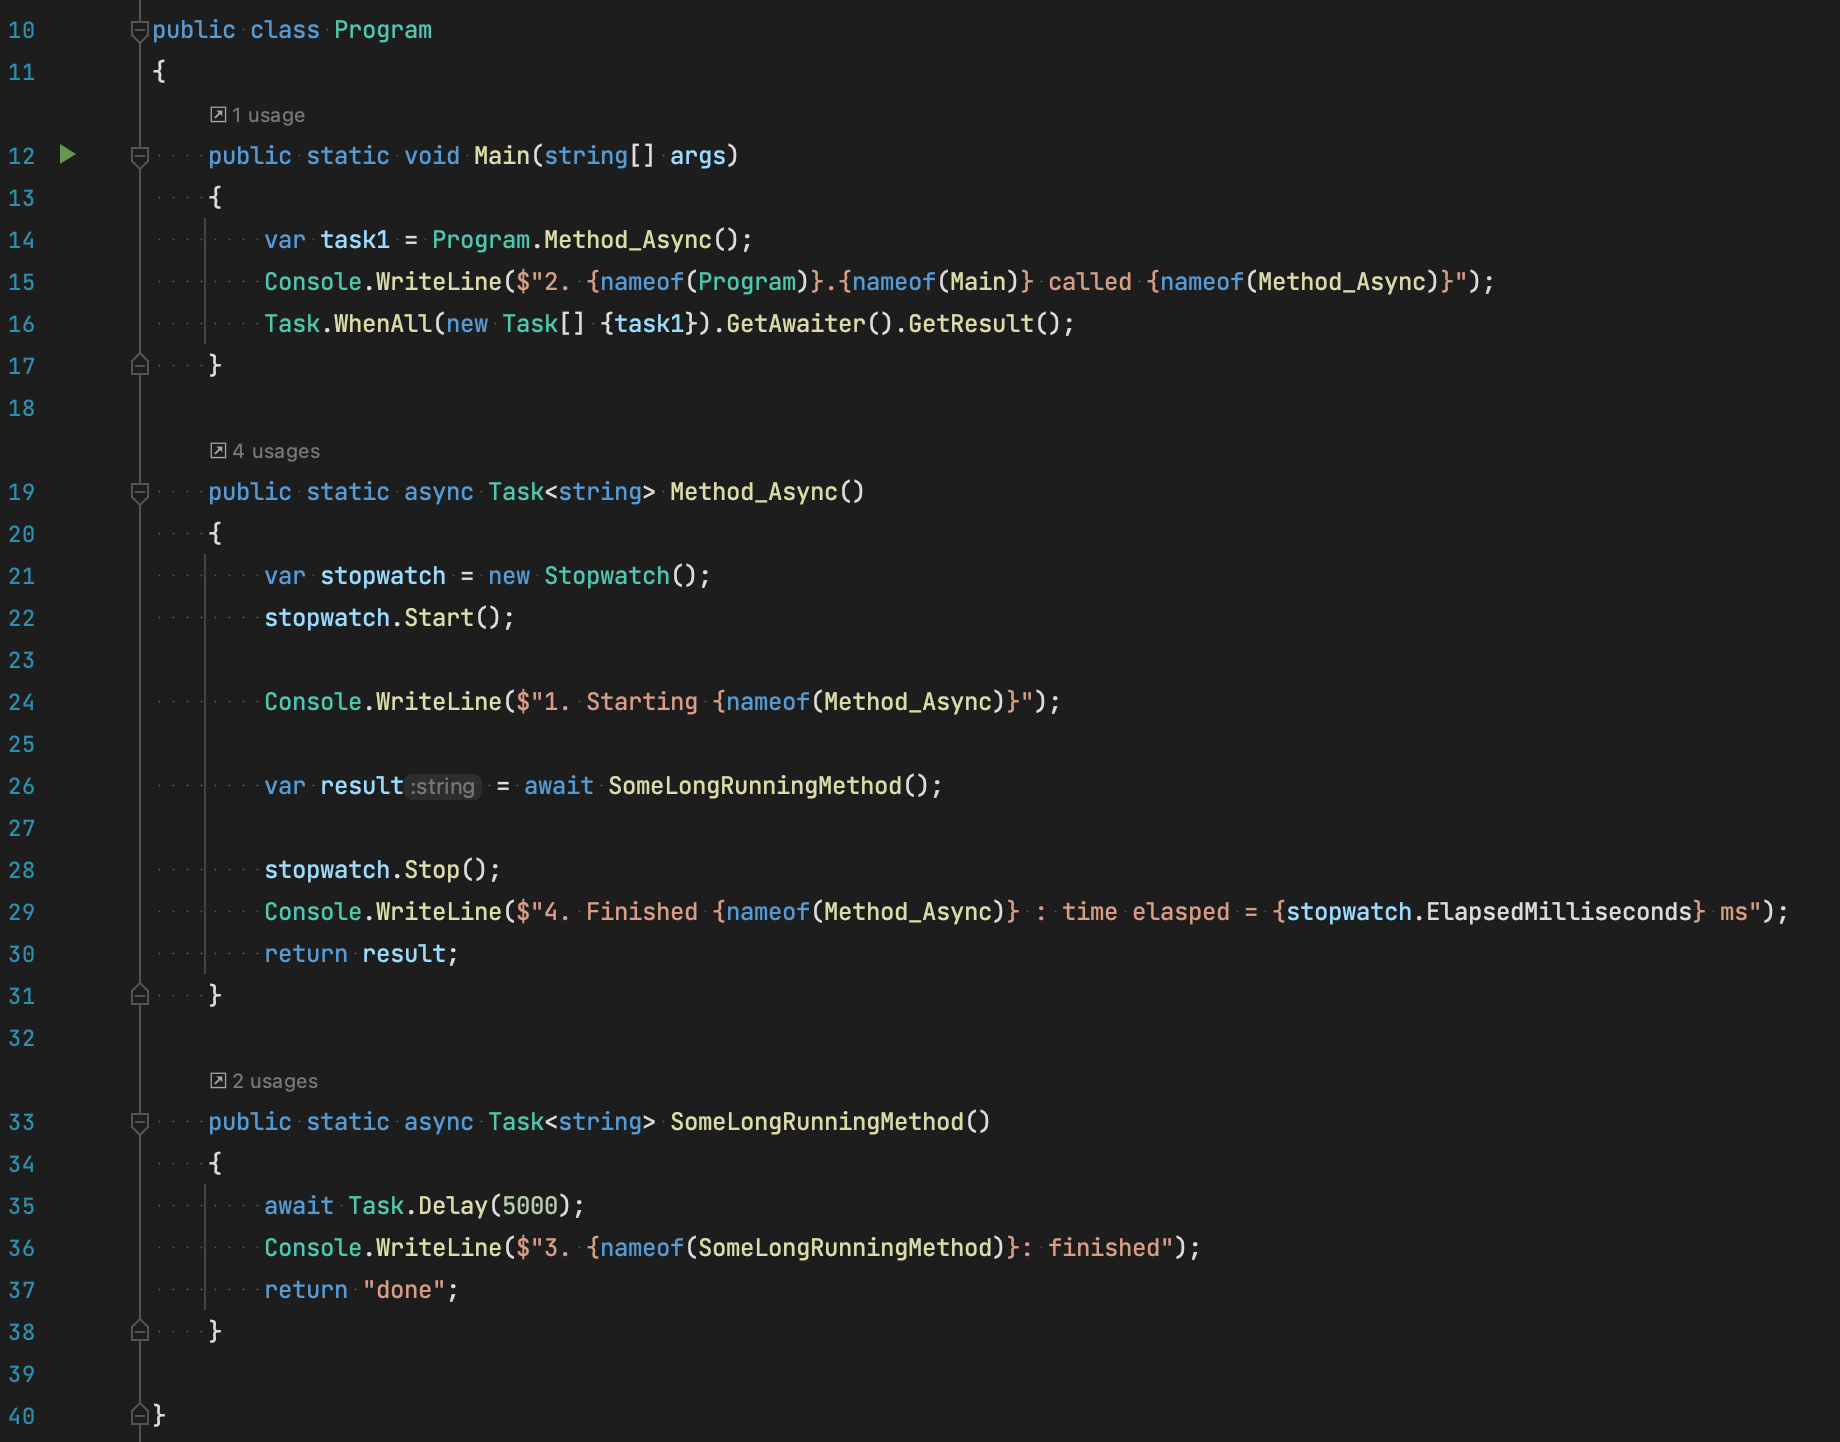 10 public class Program
11 {
1 usage
12 public static void Main(string[] args)
13 {
14 var task1 = Program.Method_Async();
15 Console.WriteLine($"2. {nameof(Program)}.{nameof(Main)} called {nameof(Method_Async)}");
16 Task.WhenAll(new Task[] {task1}).GetAwaiter().GetResult();
17 }
18
4 usages
19 public static async Task<string> Method_Async()
20 {
21 var stopwatch = new Stopwatch();
22 stopwatch.Start();
23
24 Console.WriteLine($"1. Starting {nameof(Method_Async)}");
25
26 var result :string = await SomeLongRunningMethod();
27
28 stopwatch.Stop();
29 Console.WriteLine($"4. Finished {nameof(Method_Async)} : time elasped = {stopwatch.ElapsedMilliseconds} ms");
30 return result;
31 }
32
2 usages
33 public static async Task<string> SomeLongRunningMethod()
34 {
35 await Task.Delay(5000);
36 Console.WriteLine($"3. {nameof(SomeLongRunningMethod)}: finished");
37 return "done";
38 }
39
40 }